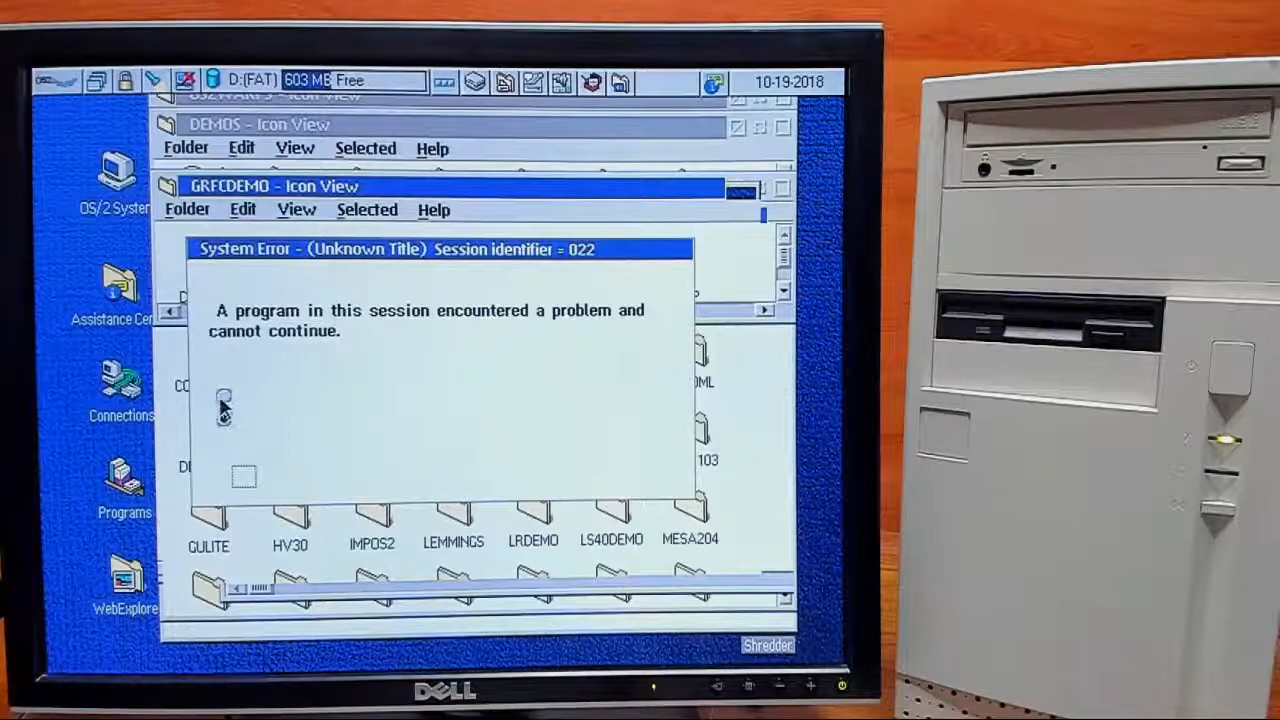 D:(FAT) 603 MB Free
10-19-2018
DEMOS - Icon View
Folder Edit View Selected Help
GRFCDEMO - Icon View
Folder Edit View Selected Help
System Error - (Unknown Title) Session identifier = 022
A program in this session encountered a problem and
cannot continue.
OS/2 System
Assistance Cen
Connections
Programs
WebExplore
103
GULITE HV30 IMPOS2 LEMMINGS LRDEMO LS40DEMO MESA204
Shredder
DELL